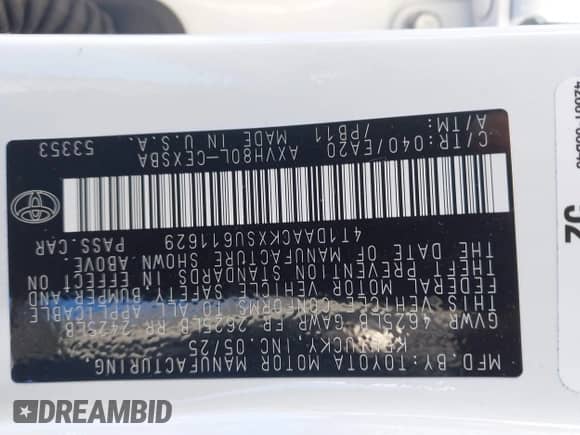 MFD. BY: TOYOTA MOTOR MANUFACTURING,
KENTUCKY, INC. 05/25
GVWR 4625LB GAWR FR 2625LB RR 2425LB
THIS VEHICLE CONFORMS TO ALL APPLICABLE
FEDERAL MOTOR VEHICLE SAFETY, BUMPER AND
THEFT PREVENTION STANDARDS IN EFFECT ON
THE DATE OF MANUFACTURE SHOWN ABOVE.
4T1DAACKXSU611629 PASS. CAR
C/TR: 040/EA20 AXVH80L-CEXSBA 53353
A/TM: /PB11 MADE IN U.S.A.
DREAMBID